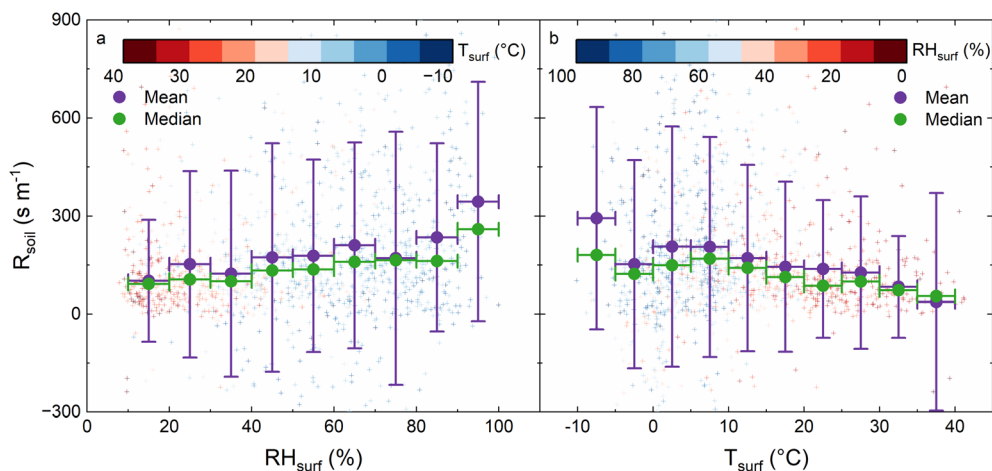 a
T_surf (°C)
40 30 20 10 0 −10
Mean
Median
b
RH_surf (%)
100 80 60 40 20 0
Mean
Median
R_soil (s m⁻¹)
900
600
300
0
−300
0 20 40 60 80 100
RH_surf (%)
-10 0 10 20 30 40
T_surf (°C)